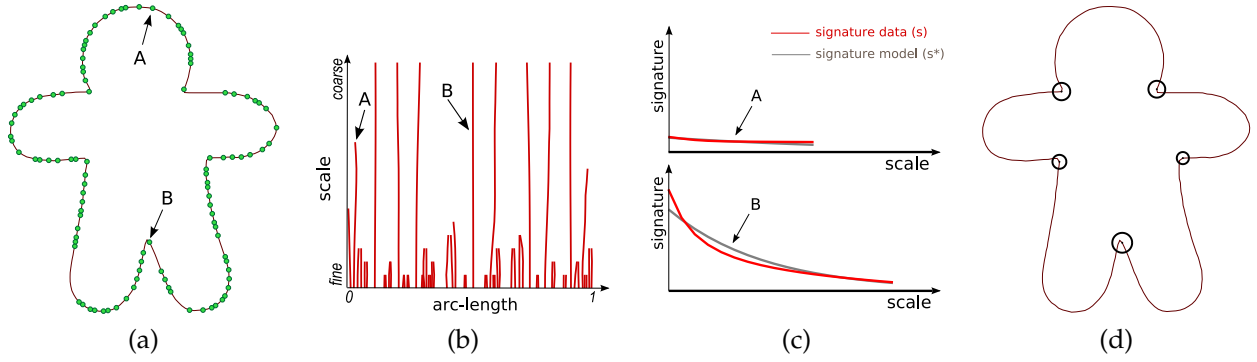 A
B
(a)
coarse
scale
fine
A
B
0
arc-length
1
(b)
signature
signature data (s)
signature model (s*)
A
scale
signature
B
scale
(c)
(d)